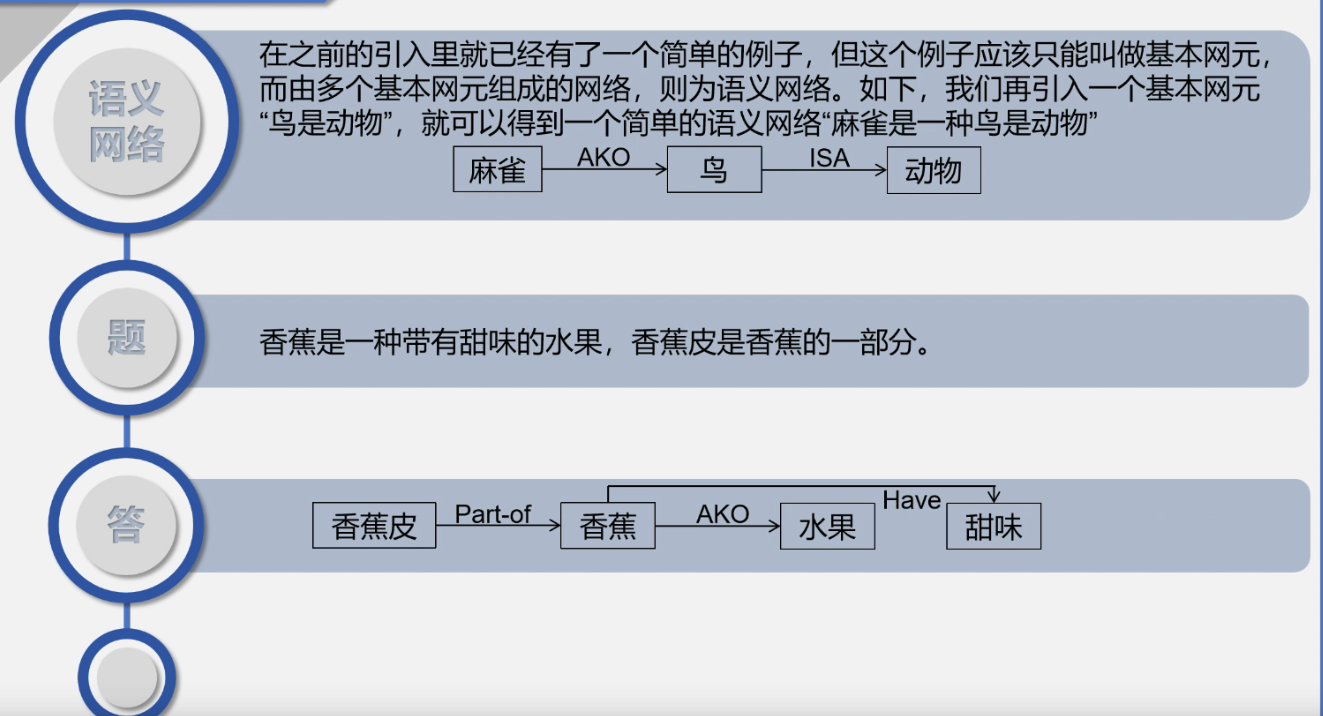 语义
网络
在之前的引入里就已经有了一个简单的例子，但这个例子应该只能叫做基本网元，
而由多个基本网元组成的网络，则为语义网络。如下，我们再引入一个基本网元
“鸟是动物”，就可以得到一个简单的语义网络“麻雀是一种鸟是动物”
麻雀 AKO 鸟 ISA 动物
题
香蕉是一种带有甜味的水果，香蕉皮是香蕉的一部分。
答
香蕉皮 Part-of 香蕉 AKO 水果 Have 甜味